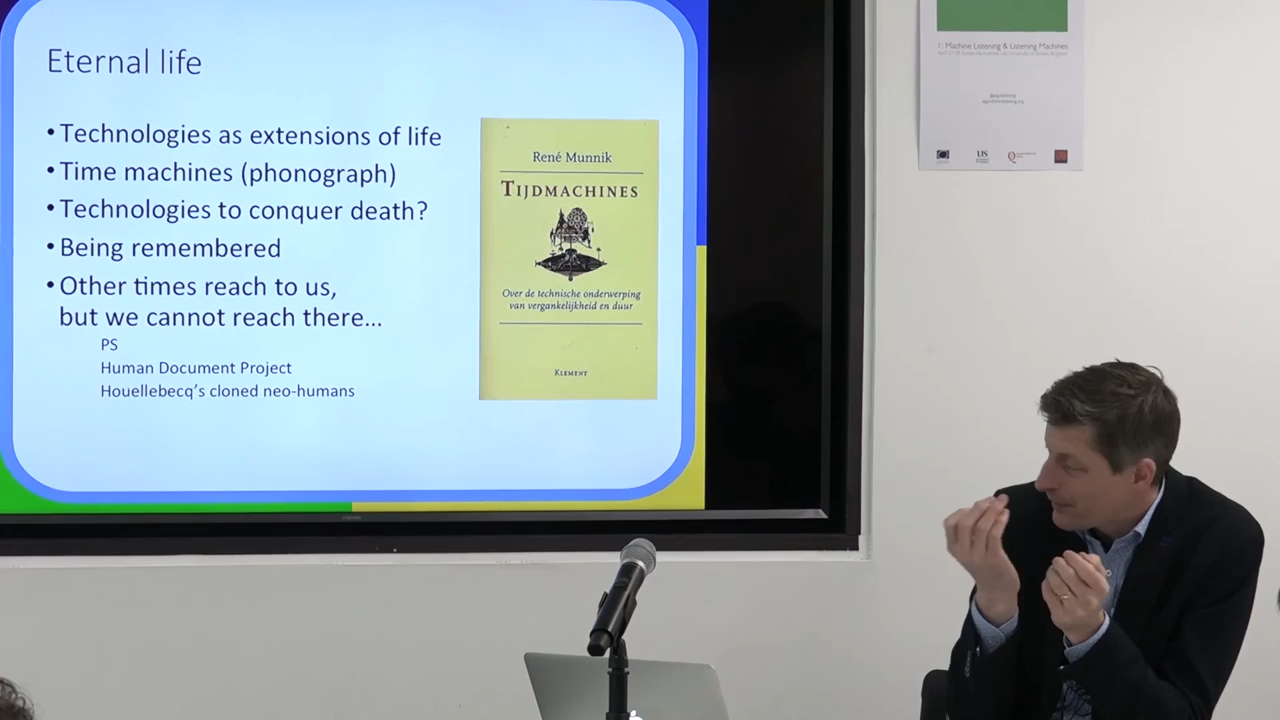 Eternal life
•Technologies as extensions of life
•Time machines (phonograph)
•Technologies to conquer death?
•Being remembered
•Other times reach to us,
but we cannot reach there...
PS
Human Document Project
Houellebecq's cloned neo-humans
René Munnik
TIJDMACHINES
Over de technische onderwerping
van vergankelijkheid en duur
KLEMENT
1: Machine Listening & Listening Machines
US